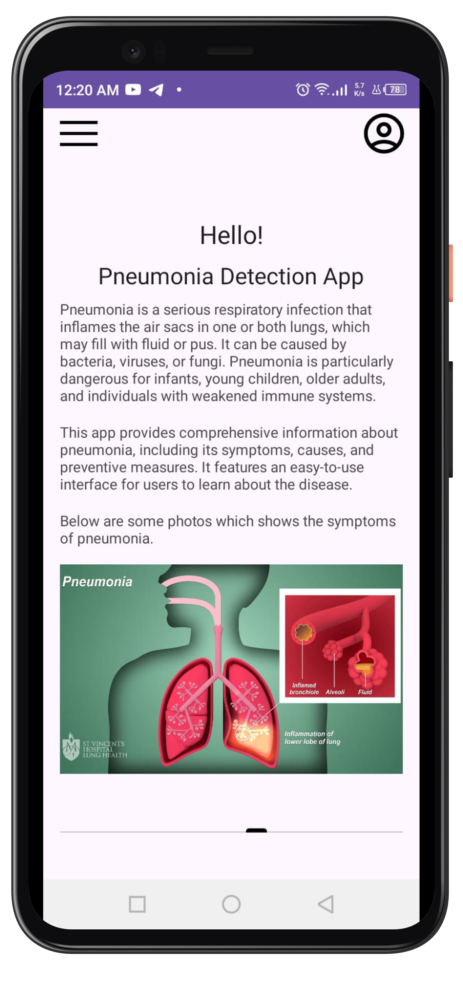 12:20 AM
5.7
K/s
78
Hello!
Pneumonia Detection App
Pneumonia is a serious respiratory infection that
inflames the air sacs in one or both lungs, which
may fill with fluid or pus. It can be caused by
bacteria, viruses, or fungi. Pneumonia is particularly
dangerous for infants, young children, older adults,
and individuals with weakened immune systems.
This app provides comprehensive information about
pneumonia, including its symptoms, causes, and
preventive measures. It features an easy-to-use
interface for users to learn about the disease.
Below are some photos which shows the symptoms
of pneumonia.
Pneumonia
Inflamed
bronchiole Alveoli Fluid
Inflammation of
lower lobe of lung
ST VINCENT'S
HOSPITAL
LUNG HEALTH